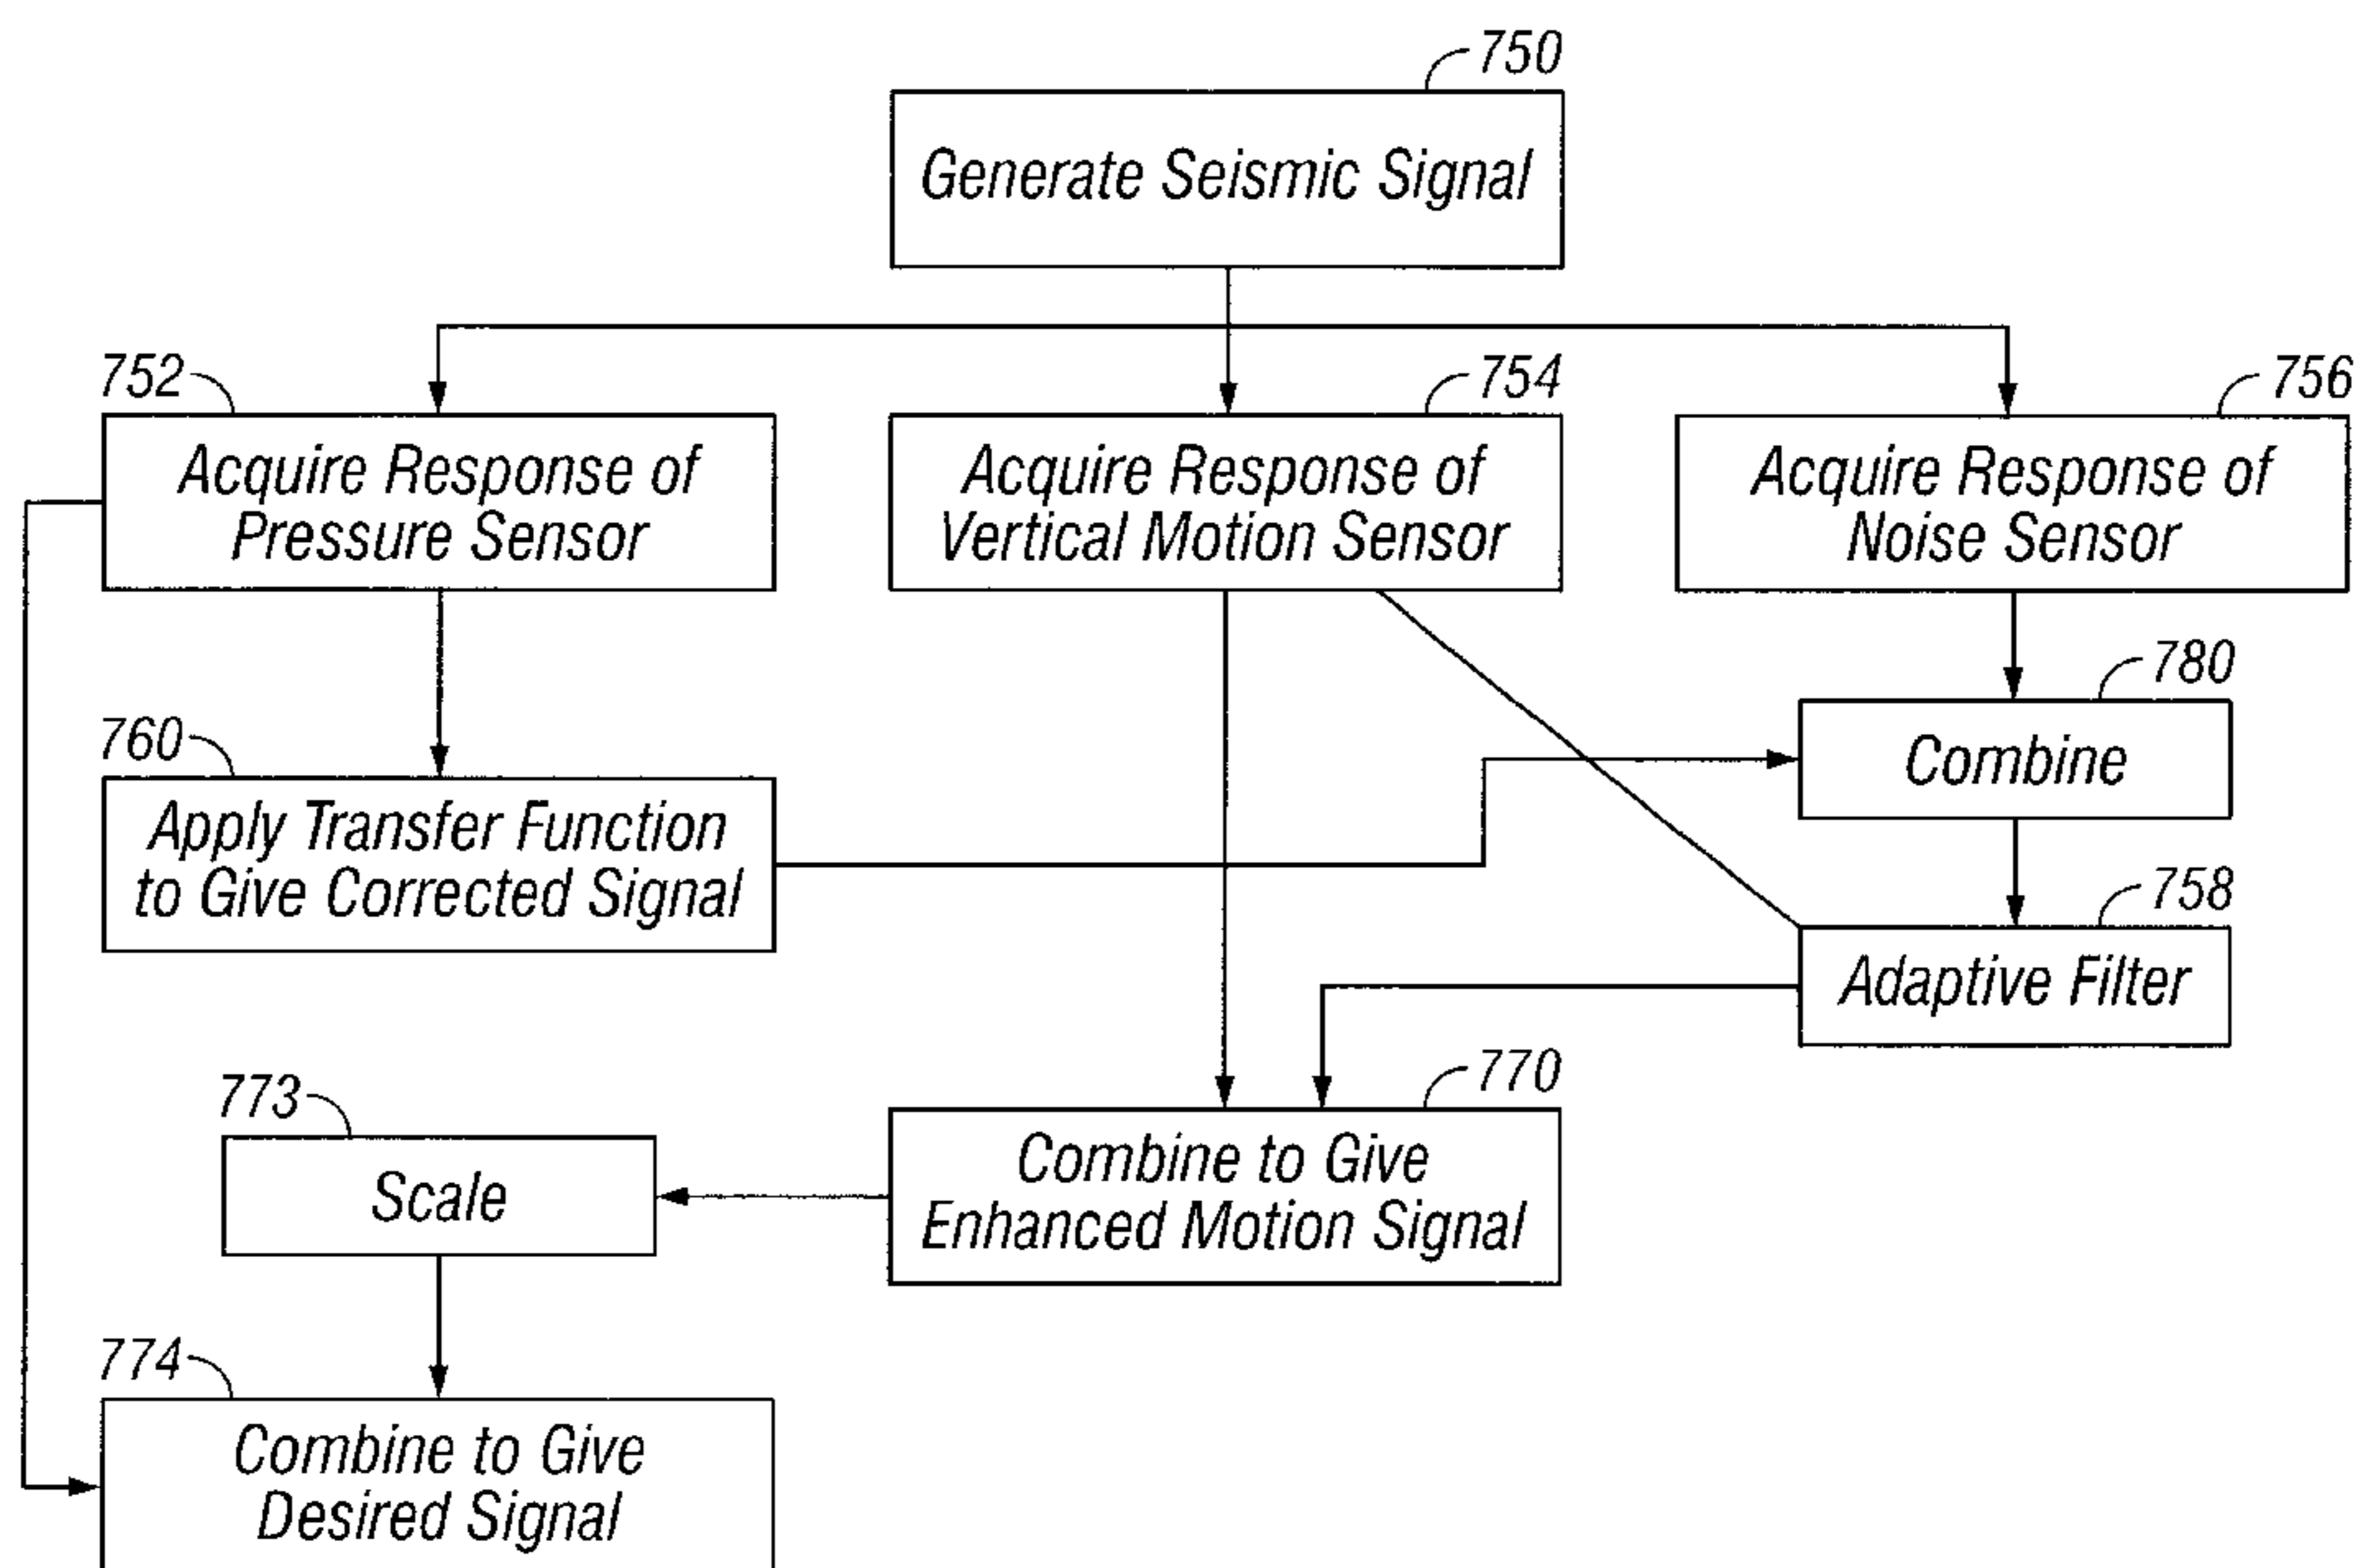 750
Generate Seismic Signal
752
754
756
Acquire Response of
Pressure Sensor
Acquire Response of
Vertical Motion Sensor
Acquire Response of
Noise Sensor
780
Combine
760
Apply Transfer Function
to Give Corrected Signal
758
Adaptive Filter
770
Combine to Give
Enhanced Motion Signal
773
Scale
774
Combine to Give
Desired Signal